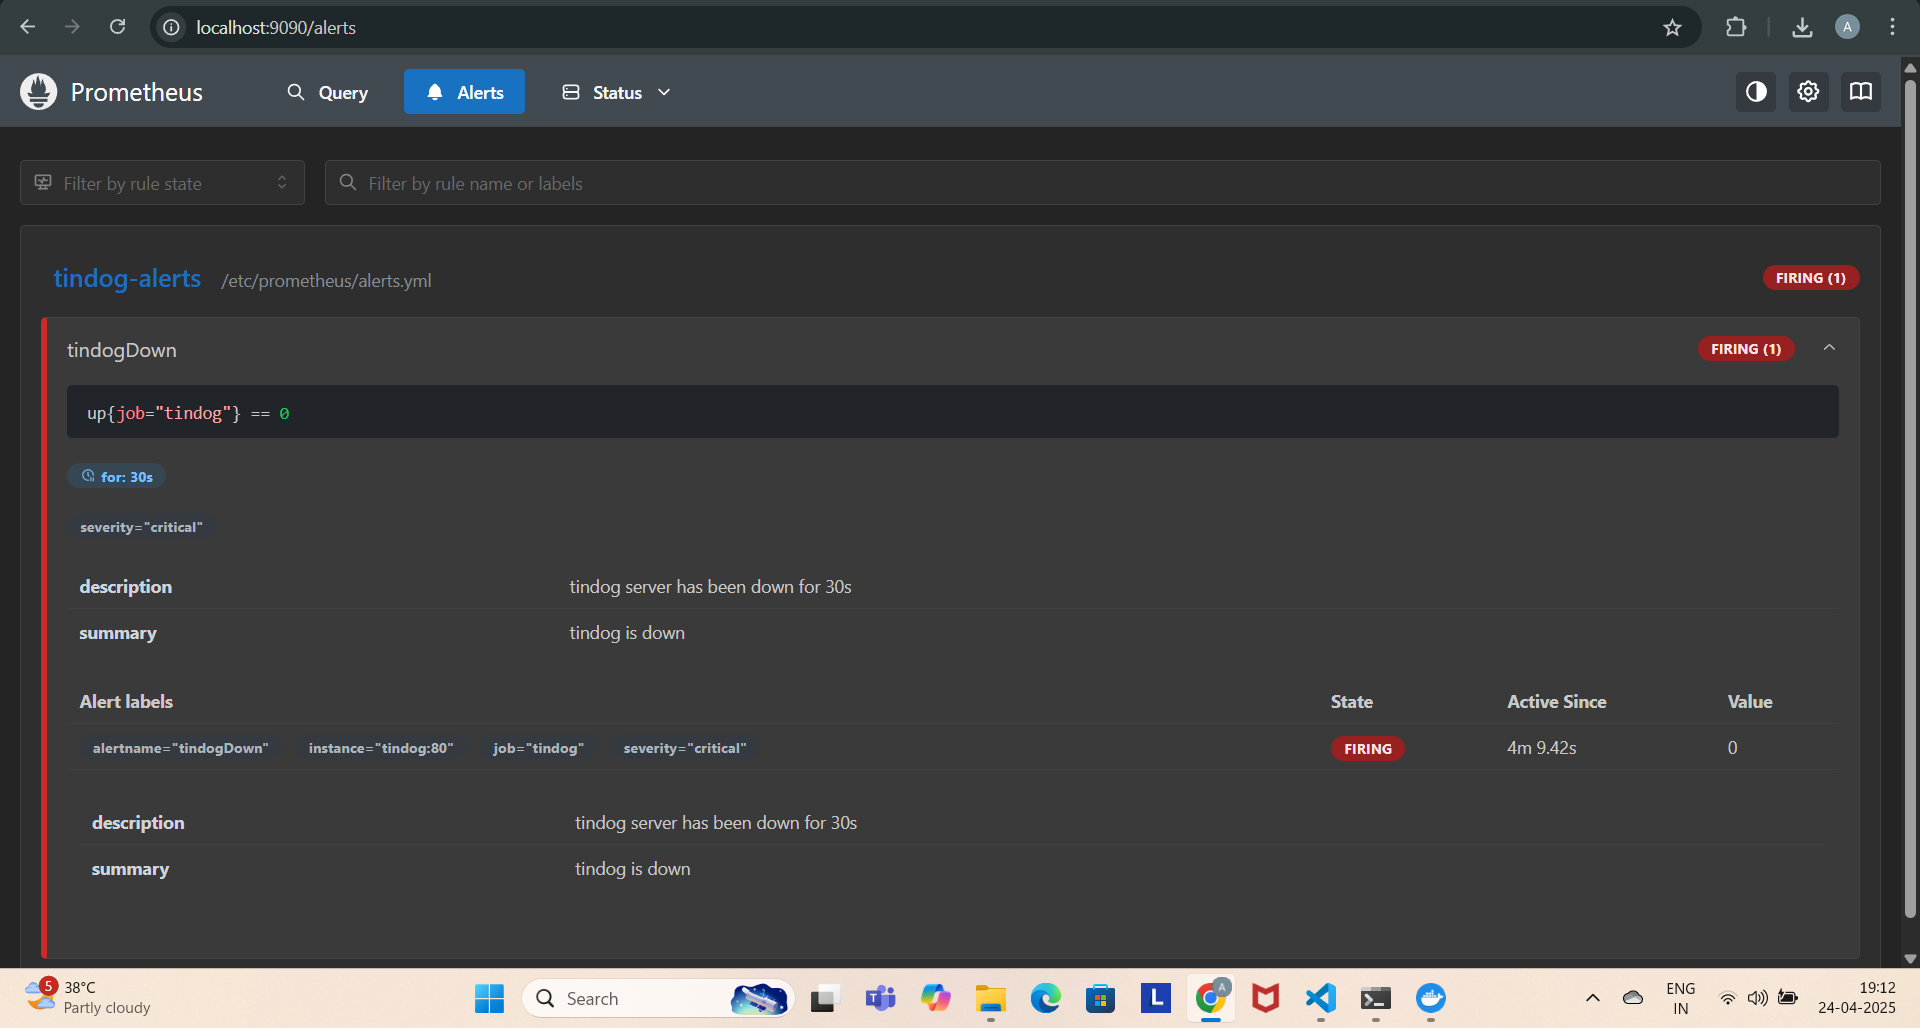 localhost:9090/alerts
A
Prometheus
Query
Alerts
Status
Filter by rule state
Filter by rule name or labels
tindog-alerts /etc/prometheus/alerts.yml
FIRING (1)
tindogDown
FIRING (1)
up{job="tindog"} == 0
for: 30s
severity="critical"
description tindog server has been down for 30s
summary tindog is down
Alert labels State Active Since Value
alertname="tindogDown" instance="tindog:80" job="tindog" severity="critical" FIRING 4m 9.42s 0
description tindog server has been down for 30s
summary tindog is down
5
38°C
Partly cloudy
Search
T
L
A
ENG
IN
19:12
24-04-2025